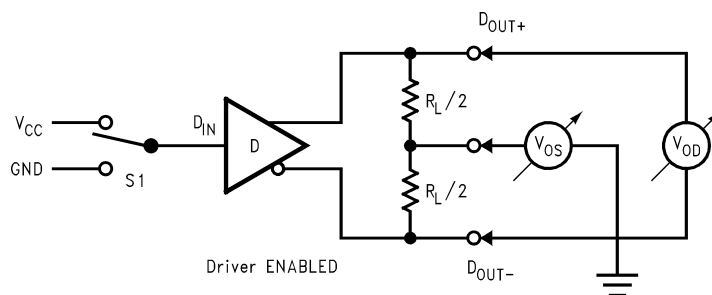 D_OUT+
V_CC
D_IN
R_L/2
D
V_OS
V_OD
GND
S1
R_L/2
Driver ENABLED
D_OUT−